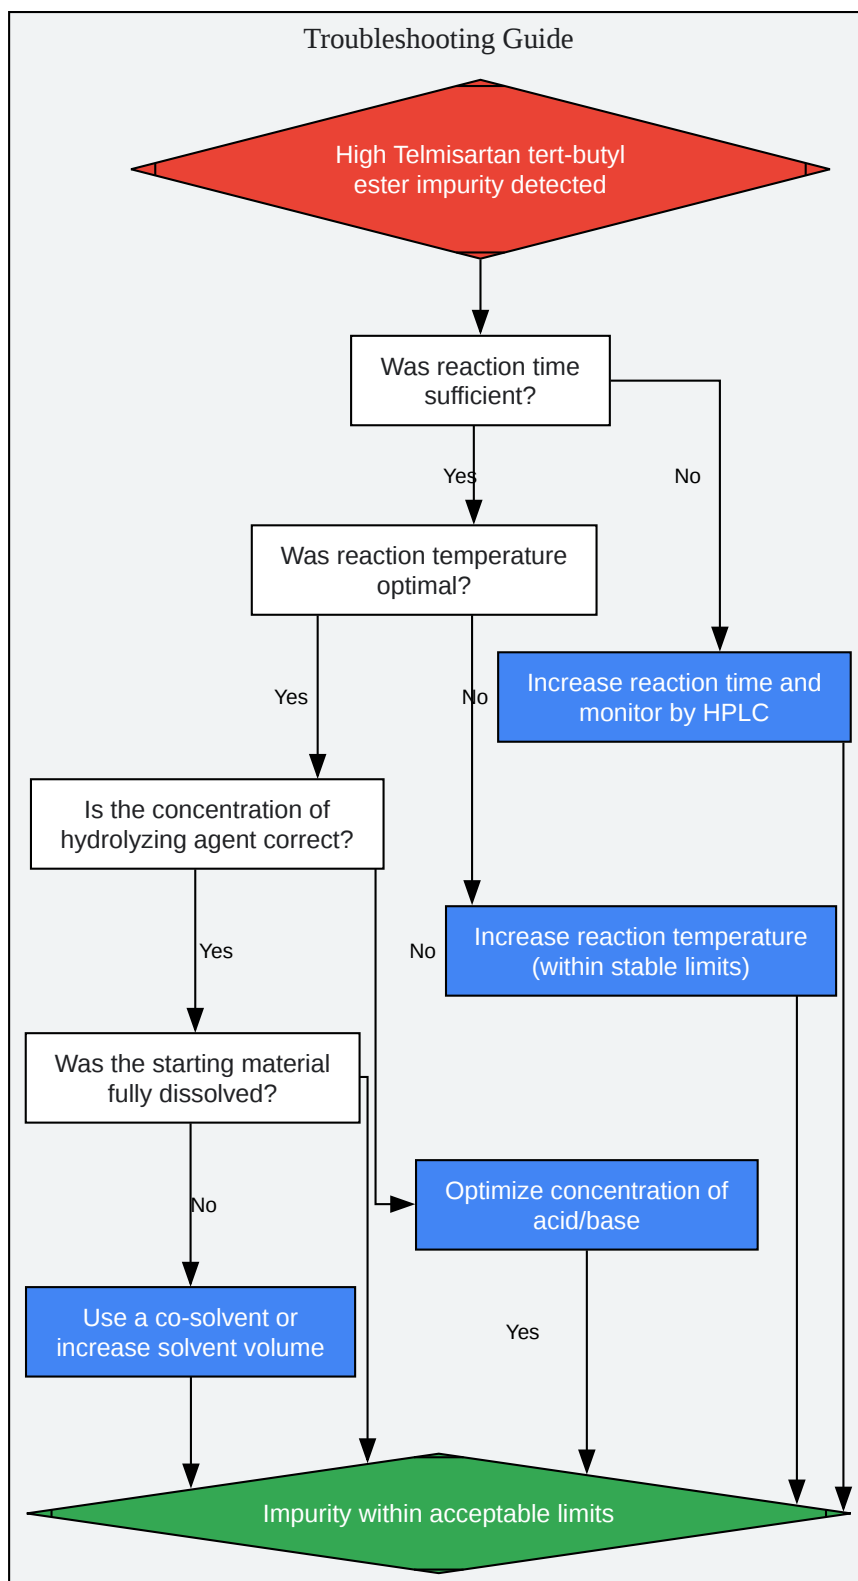 Troubleshooting Guide
High Telmisartan tert-butyl
ester impurity detected
Was reaction time
sufficient?
Yes
No
Was reaction temperature
optimal?
Increase reaction time and
monitor by HPLC
Yes
No
Is the concentration of
hydrolyzing agent correct?
Increase reaction temperature
(within stable limits)
Yes
No
Was the starting material
fully dissolved?
Optimize concentration of
acid/base
No
Use a co-solvent or
increase solvent volume
Yes
Impurity within acceptable limits